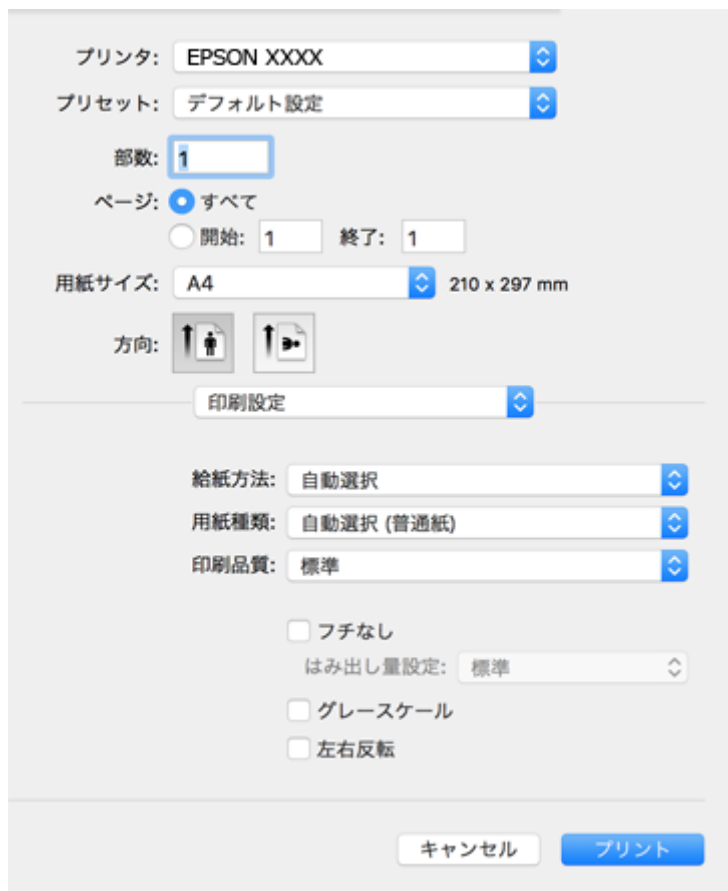 プリンタ: EPSON XXXX
プリセット: デフォルト設定
部数: 1
ページ: すべて
開始: 1 終了: 1
用紙サイズ: A4 210 x 297 mm
方向:
印刷設定
給紙方法: 自動選択
用紙種類: 自動選択 (普通紙)
印刷品質: 標準
フチなし
はみ出し量設定: 標準
グレースケール
左右反転
キャンセル プリント